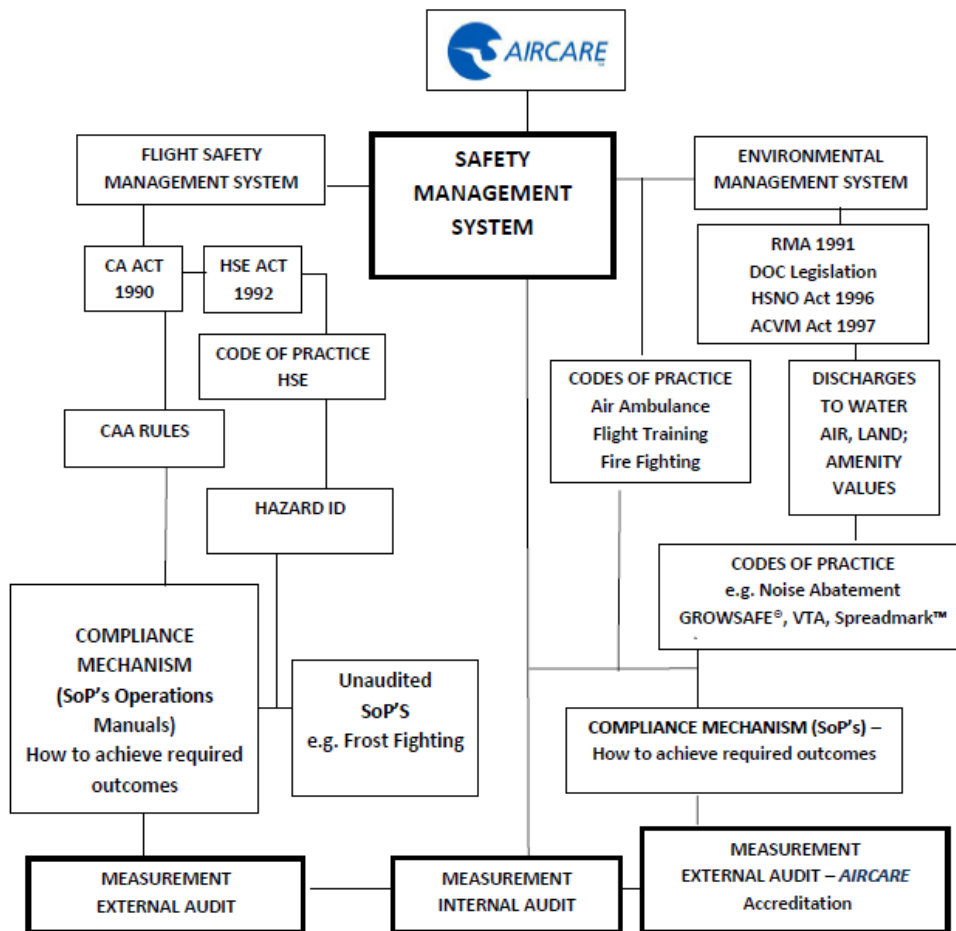 AIRCARE™
FLIGHT SAFETY
MANAGEMENT SYSTEM
SAFETY
MANAGEMENT
SYSTEM
ENVIRONMENTAL
MANAGEMENT SYSTEM
CA ACT
1990
HSE ACT
1992
RMA 1991
DOC Legislation
HSNO Act 1996
ACVM Act 1997
CODE OF PRACTICE
HSE
CODES OF PRACTICE
Air Ambulance
Flight Training
Fire Fighting
DISCHARGES
TO WATER
AIR, LAND;
AMENITY
VALUES
CAA RULES
HAZARD ID
CODES OF PRACTICE
e.g. Noise Abatement
GROWSAFE®, VTA, Spreadmark™
COMPLIANCE
MECHANISM
(SoP’s Operations
Manuals)
How to achieve required
outcomes
Unaudited
SoP’S
e.g. Frost Fighting
COMPLIANCE MECHANISM (SoP’s) –
How to achieve required outcomes
MEASUREMENT
EXTERNAL AUDIT
MEASUREMENT
INTERNAL AUDIT
MEASUREMENT
EXTERNAL AUDIT – AIRCARE
Accreditation